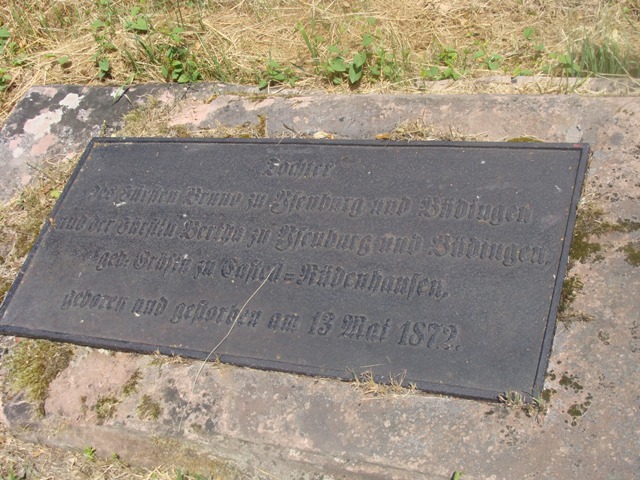 Tochter
des Fürsten Bruno zu Ysenburg und Büdingen
und der Fürstin Bertha zu Ysenburg und Büdingen,
geb. Gräfin zu Castell=Rüdenhausen,
geboren und gestorben am 13 Mai 1872.